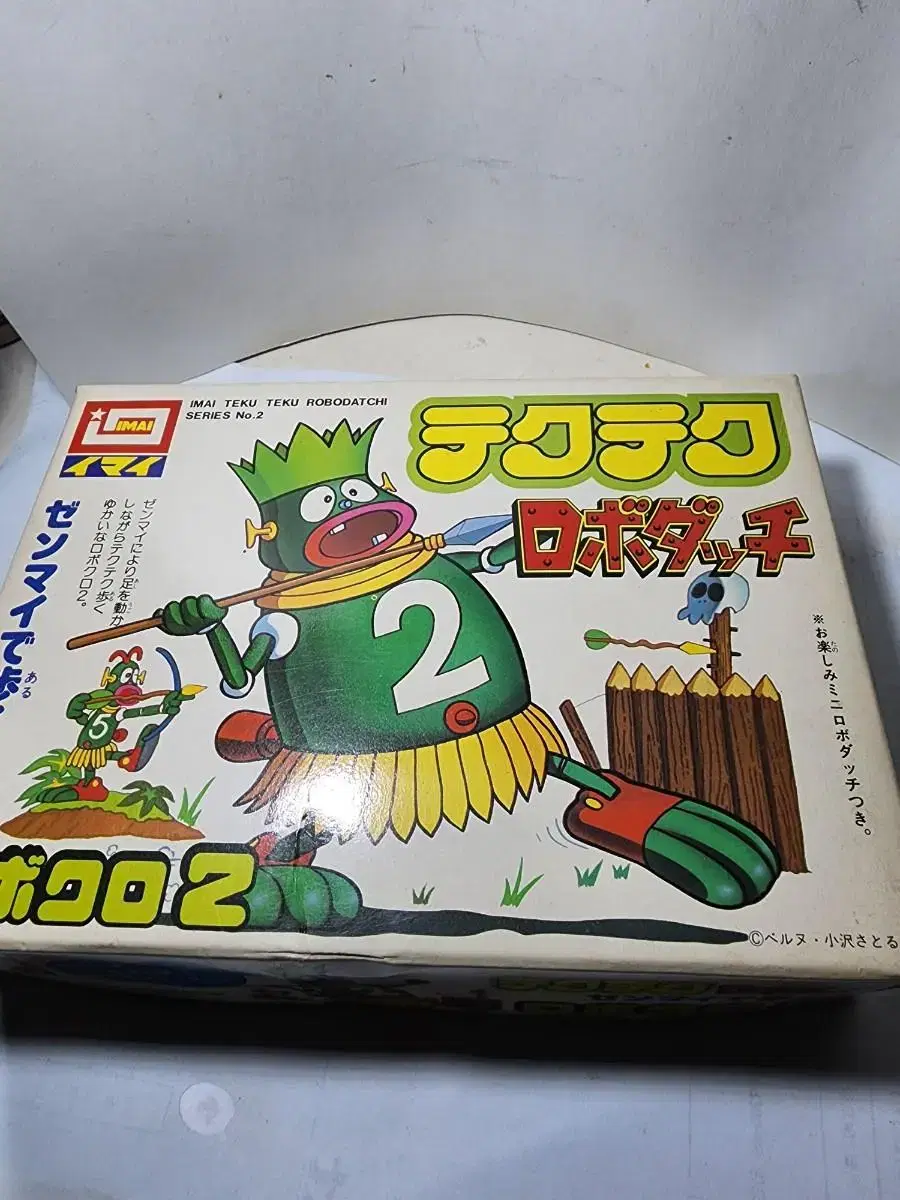 IMAI
イマイ
IMAI TEKU TEKU ROBODATCHI
SERIES No.2
テクテク
ロボダッチ
ゼンマイで歩
ある
ゼンマイにより足を動か
しながらテクテク歩く
ゆかいなロボクロ2。
2
5
※お楽しみミニロボダッチつき。
ボクロ2
©ベルヌ・小沢さとる